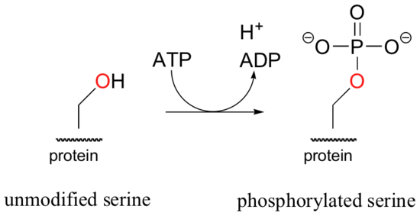 O
⊖O–P–O⊖
H+
ATP ADP
OH
O
protein
protein
unmodified serine
phosphorylated serine